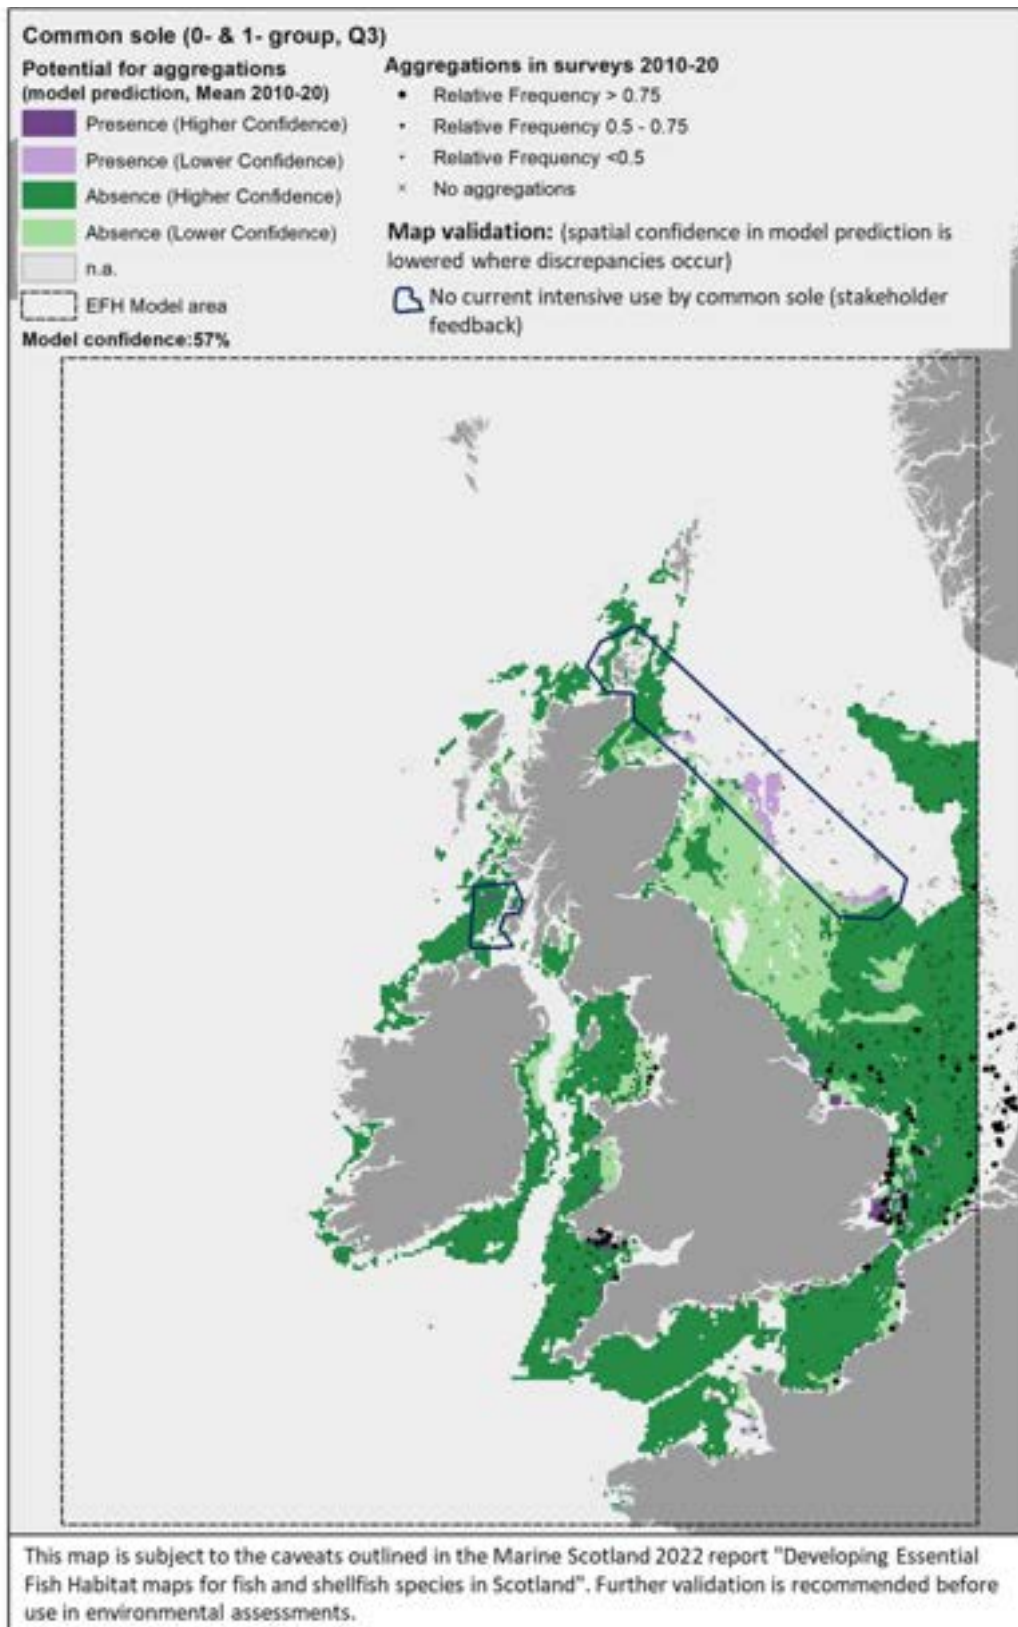 Common sole (0- & 1- group, Q3)
Potential for aggregations
(model prediction, Mean 2010-20)
Presence (Higher Confidence)
Presence (Lower Confidence)
Absence (Higher Confidence)
Absence (Lower Confidence)
n.a.
EFH Model area
Model confidence:57%
Aggregations in surveys 2010-20
Relative Frequency > 0.75
Relative Frequency 0.5 - 0.75
Relative Frequency <0.5
No aggregations
Map validation: (spatial confidence in model prediction is
lowered where discrepancies occur)
No current intensive use by common sole (stakeholder
feedback)
This map is subject to the caveats outlined in the Marine Scotland 2022 report "Developing Essential
Fish Habitat maps for fish and shellfish species in Scotland". Further validation is recommended before
use in environmental assessments.